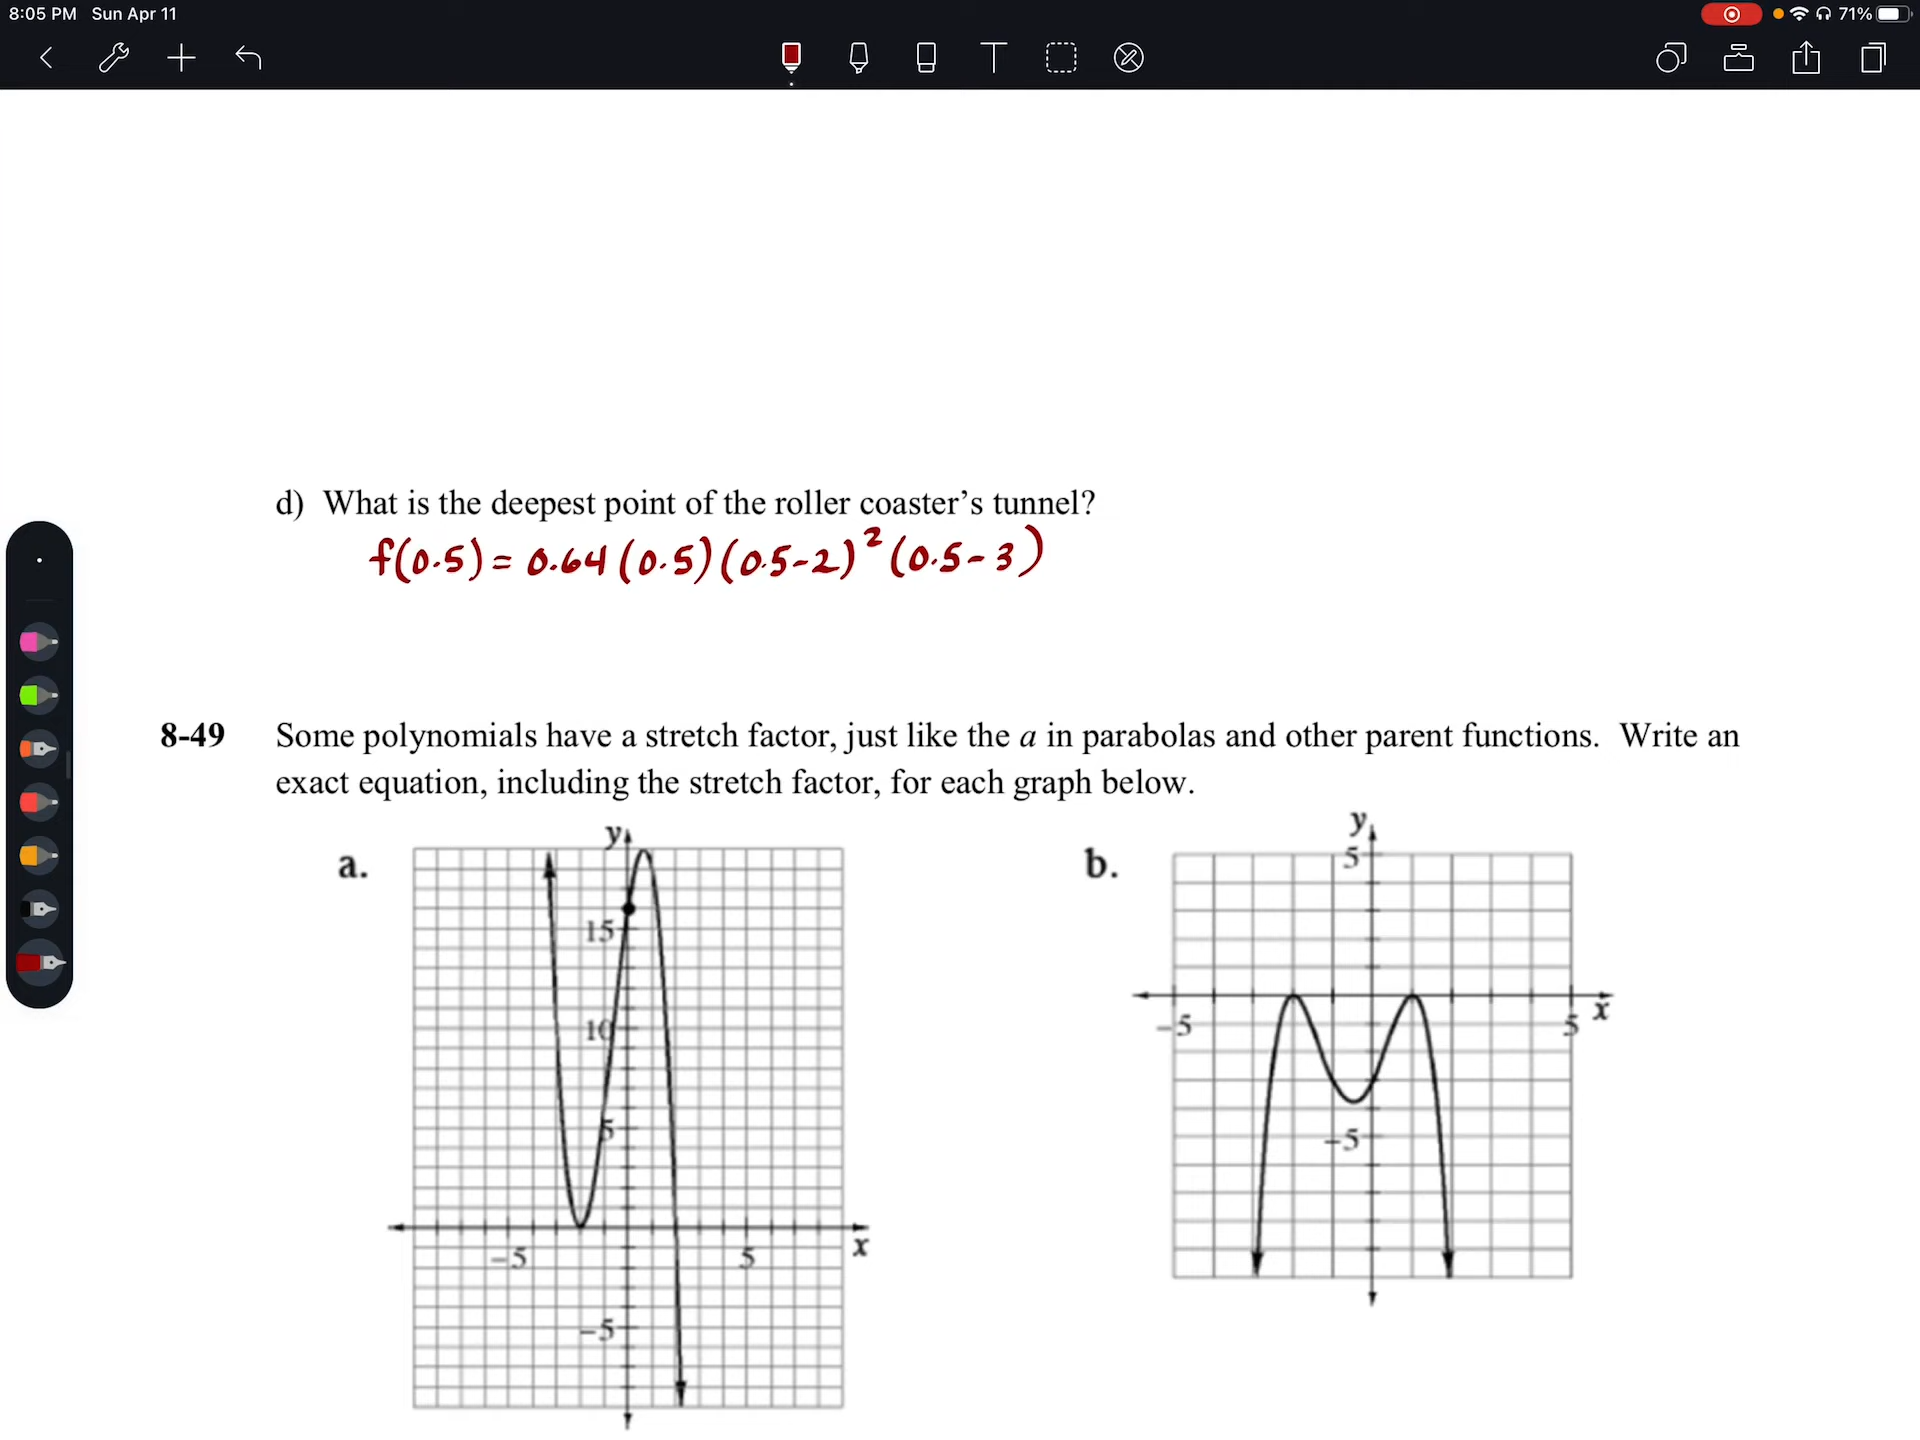 8:05 PM Sun Apr 11 71%
d) What is the deepest point of the roller coaster’s tunnel?
f(0.5) = 0.64(0.5)(0.5-2)²(0.5-3)
8-49 Some polynomials have a stretch factor, just like the a in parabolas and other parent functions. Write an
exact equation, including the stretch factor, for each graph below.
a.
y
15
10
5
-5 5 x
-5
b.
y
5
-5 5 x
-5